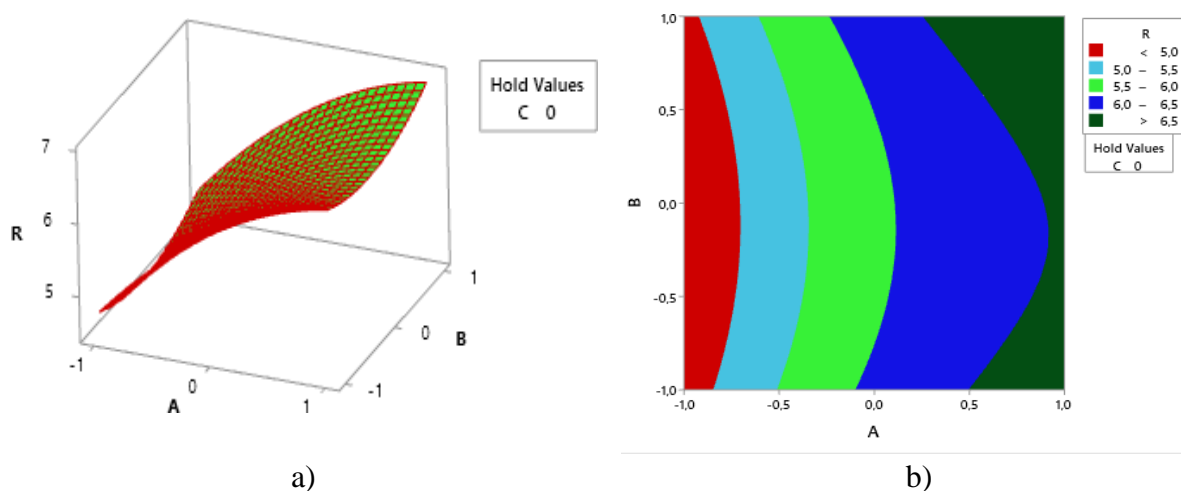 Hold Values
C 0
7
6
5
R
-1
0
1
A
-1
0
1
B
a)
1,0
0,5
0,0
-0,5
-1,0
B
-1,0
-0,5
0,0
0,5
1,0
A
R
< 5,0
5,0 – 5,5
5,5 – 6,0
6,0 – 6,5
> 6,5
Hold Values
C 0
b)